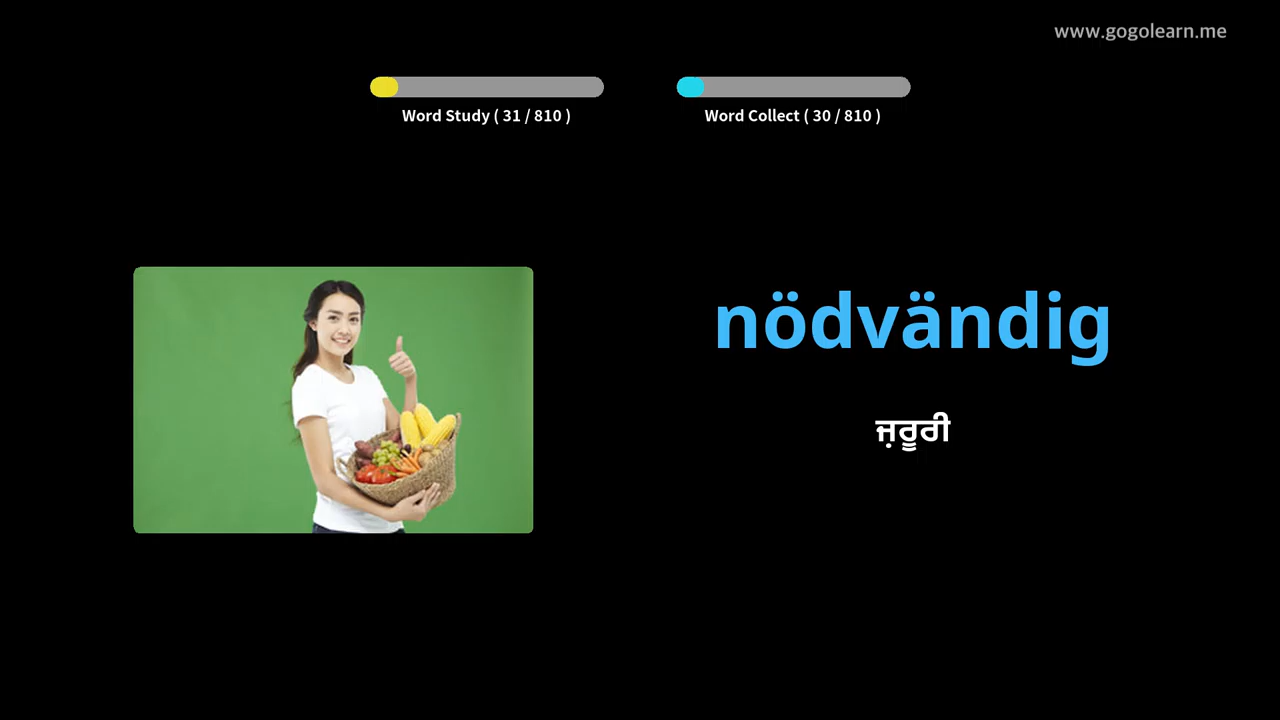 www.gogolearn.me
Word Study ( 31 / 810 )
Word Collect ( 30 / 810 )
nödvändig
ਜ਼ਰੂਰੀ